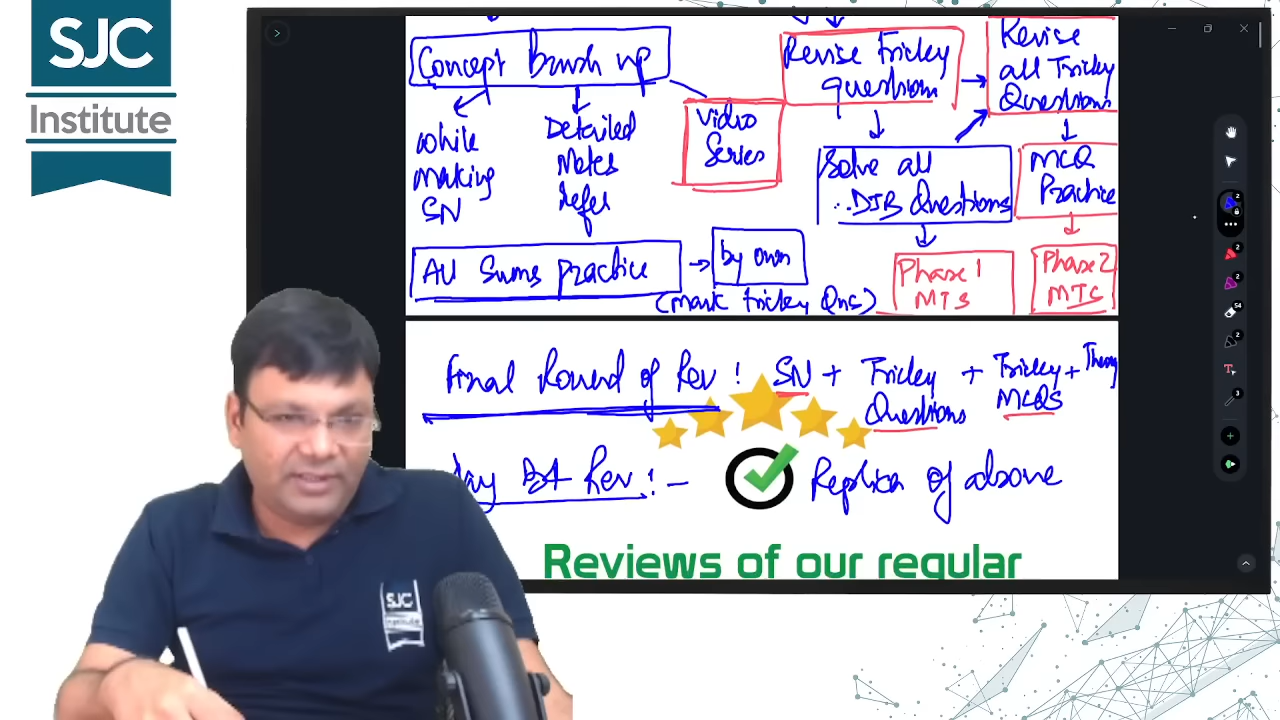 SJC
Institute
Concept brush up
While
making
SN
Detailed
Notes
refer
Video
Series
Revise tricky
question
Revise
all Tricky
Questions
Solve all
DTB Questions
MCQ
Practice
All Sums practice
by own
(mark tricky Qns)
Phase 1
MTS
Phase 2
MTS
Final Round of Rev : SN + Tricky
Questions
+ Tricky
MCQS
+ Theory
Day Rev : -
Replica of above
Reviews of our regular
SJC
Institute